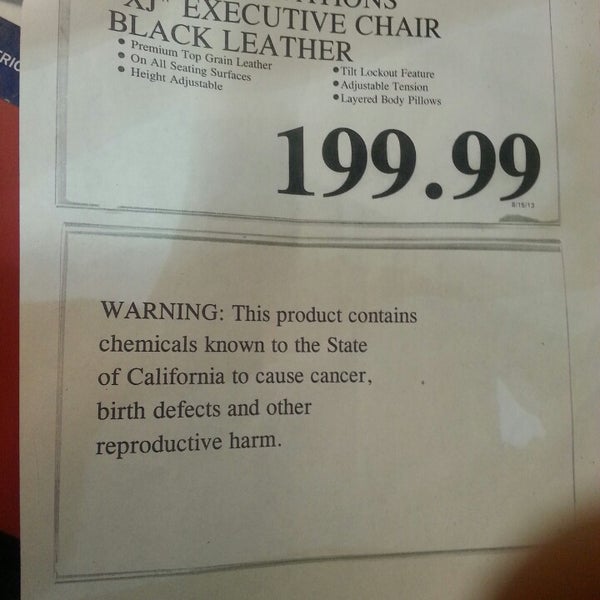 XJ" EXECUTIVE CHAIR
BLACK LEATHER
• Premium Top Grain Leather
• On All Seating Surfaces
• Height Adjustable
• Tilt Lockout Feature
• Adjustable Tension
• Layered Body Pillows
199.99
8/15/13
WARNING: This product contains
chemicals known to the State
of California to cause cancer,
birth defects and other
reproductive harm.